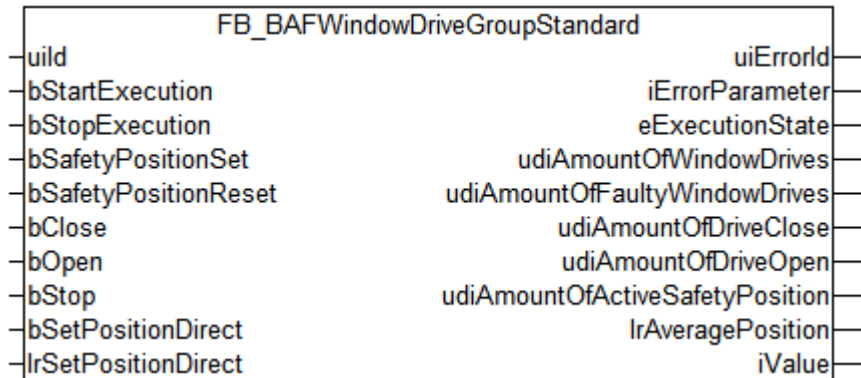 FB_BAFWindowDriveGroupStandard
uiId uiErrorId
bStartExecution iErrorParameter
bStopExecution eExecutionState
bSafetyPositionSet udiAmountOfWindowDrives
bSafetyPositionReset udiAmountOfFaultyWindowDrives
bClose udiAmountOfDriveClose
bOpen udiAmountOfDriveOpen
bStop udiAmountOfActiveSafetyPosition
bSetPositionDirect lrAveragePosition
lrSetPositionDirect iValue